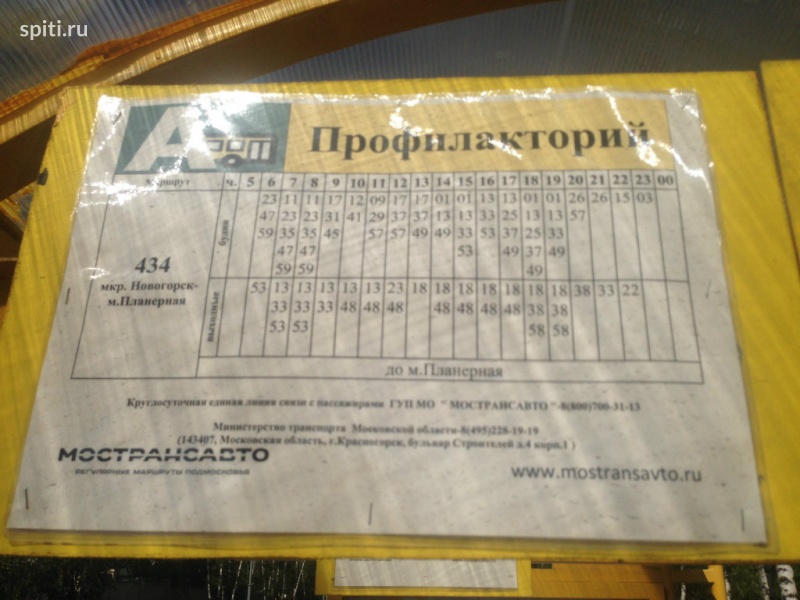 spiti.ru
А
Профилакторий
маршрут ч. 5 6 7 8 9 10 11 12 13 14 15 16 17 18 19 20 21 22 23 00
434
мкр. Новогорск-
м.Планерная
будни
23 11 11 17 12 09 17 17 01 01 13 13 01 01 26 26 15 03
47 23 23 31 41 29 37 37 13 13 33 25 13 13 57
59 35 35 45 57 57 49 49 33 53 37 25 33
47 47 53 49 37 49
59 59 49
выходные
53 13 13 13 13 13 13 23 18 18 18 18 18 18 18 38 33 22
33 33 33 48 48 48 48 48 48 48 38 38
53 53 58 58
до м.Планерная
Круглосуточная единая линия связи с пассажирами ГУП МО " МОСТРАНСАВТО "-8(800)700-31-13
Министерство транспорта Московской области-8(495)228-19-19
(143407, Московская область, г.Красногорск, бульвар Строителей д.4 корп.1 )
МОСТРАНСАВТО
РЕГУЛЯРНЫЕ МАРШРУТЫ ПОДМОСКОВЬЯ
www.mostransavto.ru